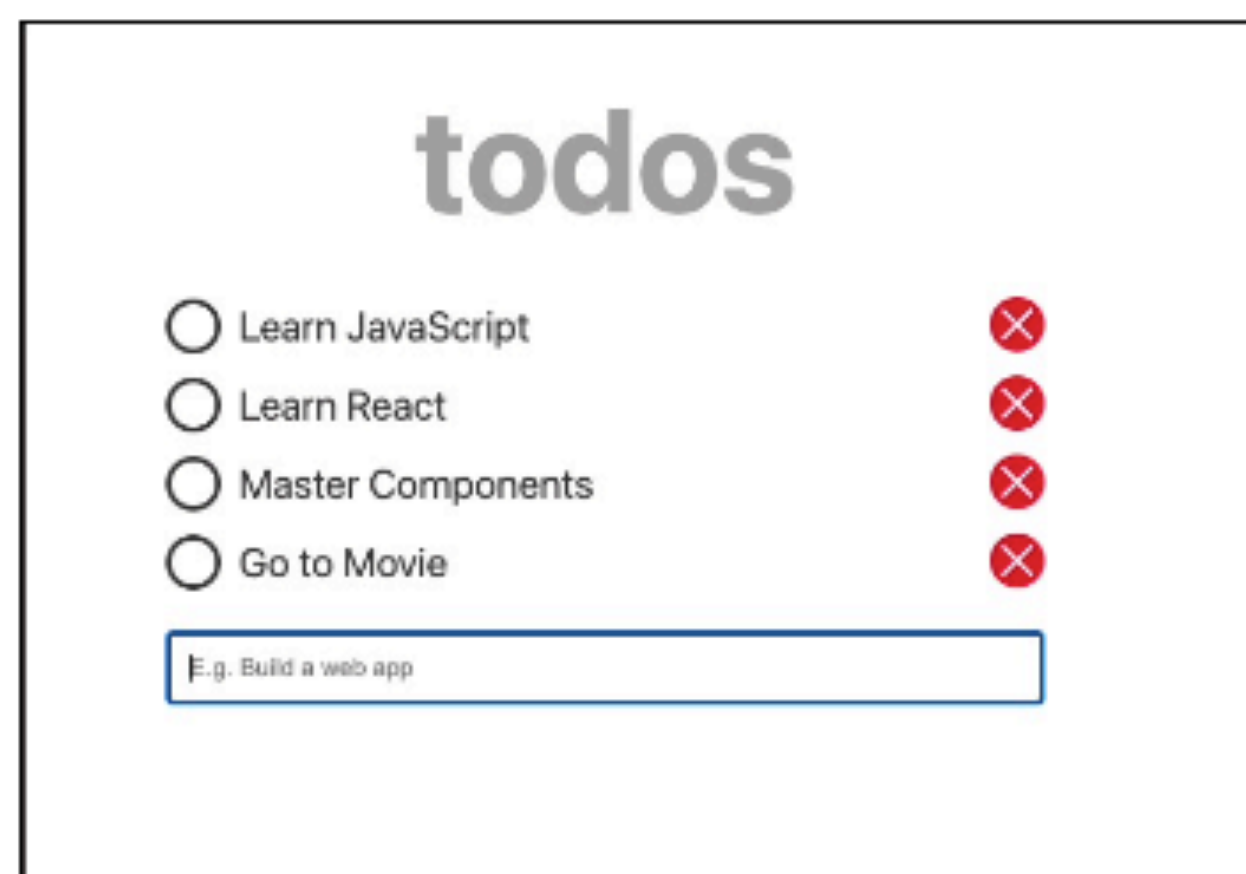 todos
Learn JavaScript
Learn React
Master Components
Go to Movie
E.g. Build a web app